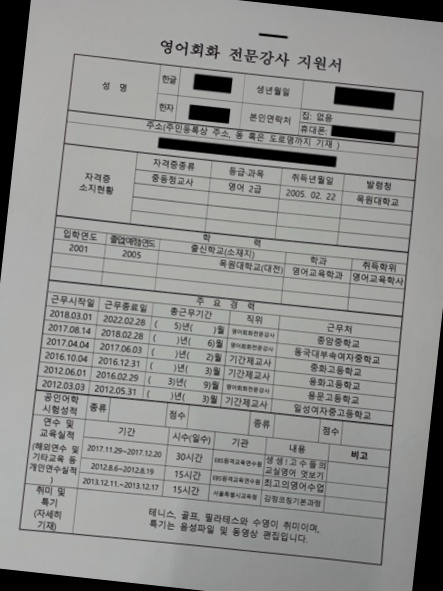 영어회화 전문강사 지원서
성 명
한글
생년월일
한자
본인연락처
집: 없음
휴대폰:
주소(주민등록상 주소, 동 혹은 도로명까지 기재 )
자격증 소지현황
자격증종류 등급·과목 취득년월일 발령청
중등정교사 영어 2급 2005. 02. 22 목원대학교
학 력
입학연도 졸업(예정)연도 출신학교(소재지) 학과 취득학위
2001 2005 목원대학교(대전) 영어교육학과 영어교육학사
주 요 경 력
근무시작일 근무종료일 총근무기간 직위 근무처
2018.03.01 2022.02.28 ( 5)년( )월 영어회화전문강사 중암중학교
2017.08.14 2018.02.28 ( )년( 6)월 영어회화전문강사 동국대부속여자중학교
2017.04.04 2017.06.03 ( )년( 2)월 기간제교사 중화고등학교
2016.10.04 2016.12.31 ( )년( 3)월 기간제교사 용화고등학교
2012.06.01 2016.02.29 ( 3)년( 9)월 영어회화전문강사 용문고등학교
2012.03.03 2012.05.31 ( )년( 3)월 기간제교사 일성여자중고등학교
공인어학 시험성적 종류 점수 종류 점수
연수 및 교육실적 (해외연수 및 기타교육 등 개인연수실적 )
기간 시수(일수) 기관 내용 비고
2017.11.29~2017.12.20 30시간 EBS원격교육연수원 생생!고수들의 교실영어 엿보기
2012.8.6~2012.8.19 15시간 EBS원격교육연수원 최고의영어수업
2013.12.11.~2013.12.17 15시간 서울특별시교육청 감정코칭기본과정
취미 및 특기 (자세히 기재)
테니스, 골프, 필라테스와 수영이 취미이며,
특기는 음성파일 및 동영상 편집입니다.